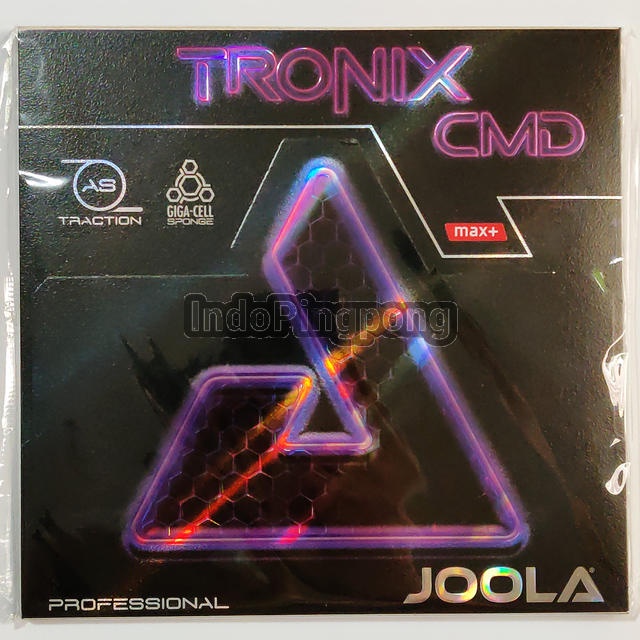 TRONIX
CMD
AS
TRACTION
GIGA-CELL
SPONGE
max+
IndoPingpong
PROFESSIONAL
JOOLA